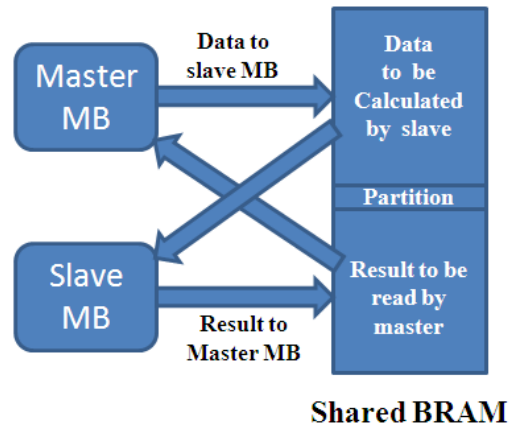 Master
MB
Data to
slave MB
Data
to be
Calculated
by slave
Partition
Slave
MB
Result to
Master MB
Result to be
read by
master
Shared BRAM